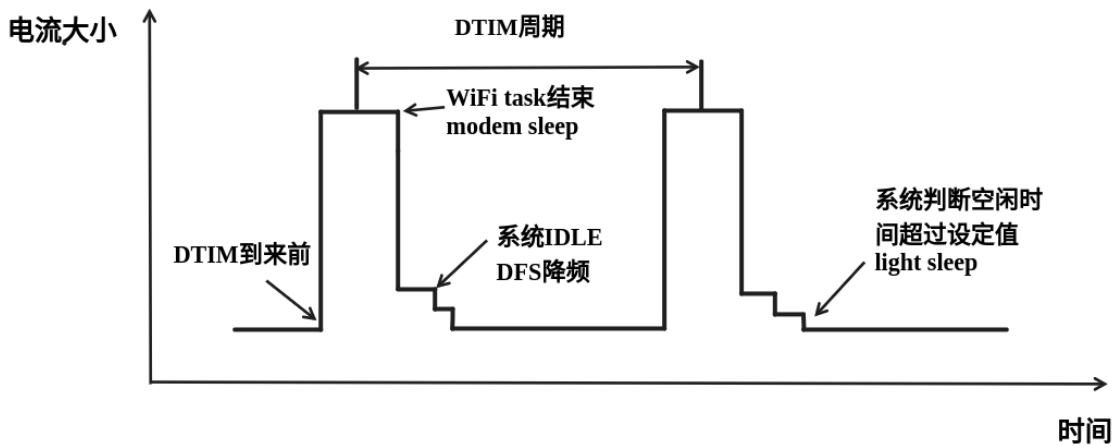 电流大小
DTIM周期
WiFi task结束
modem sleep
系统判断空闲时
间超过设定值
light sleep
系统IDLE
DFS降频
DTIM到来前
时间